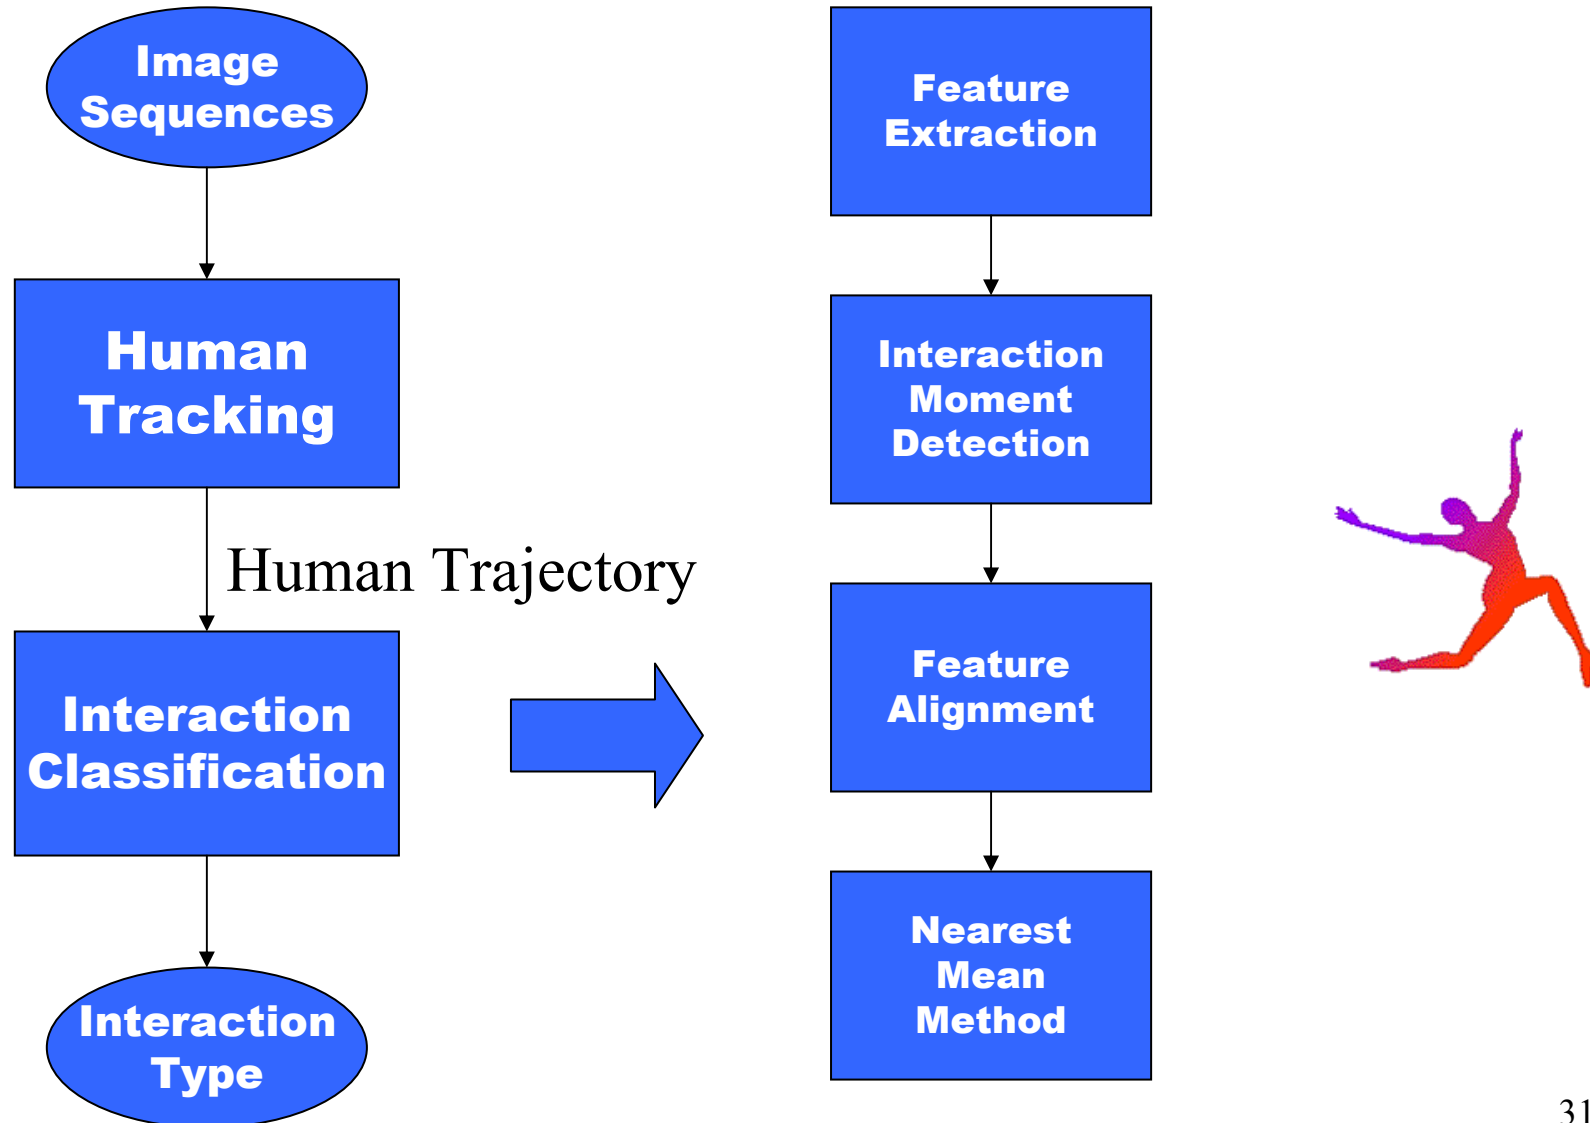 Image
Sequences
Human
Tracking
Human Trajectory
Interaction
Classification
Interaction
Type
Feature
Extraction
Interaction
Moment
Detection
Feature
Alignment
Nearest
Mean
Method
31